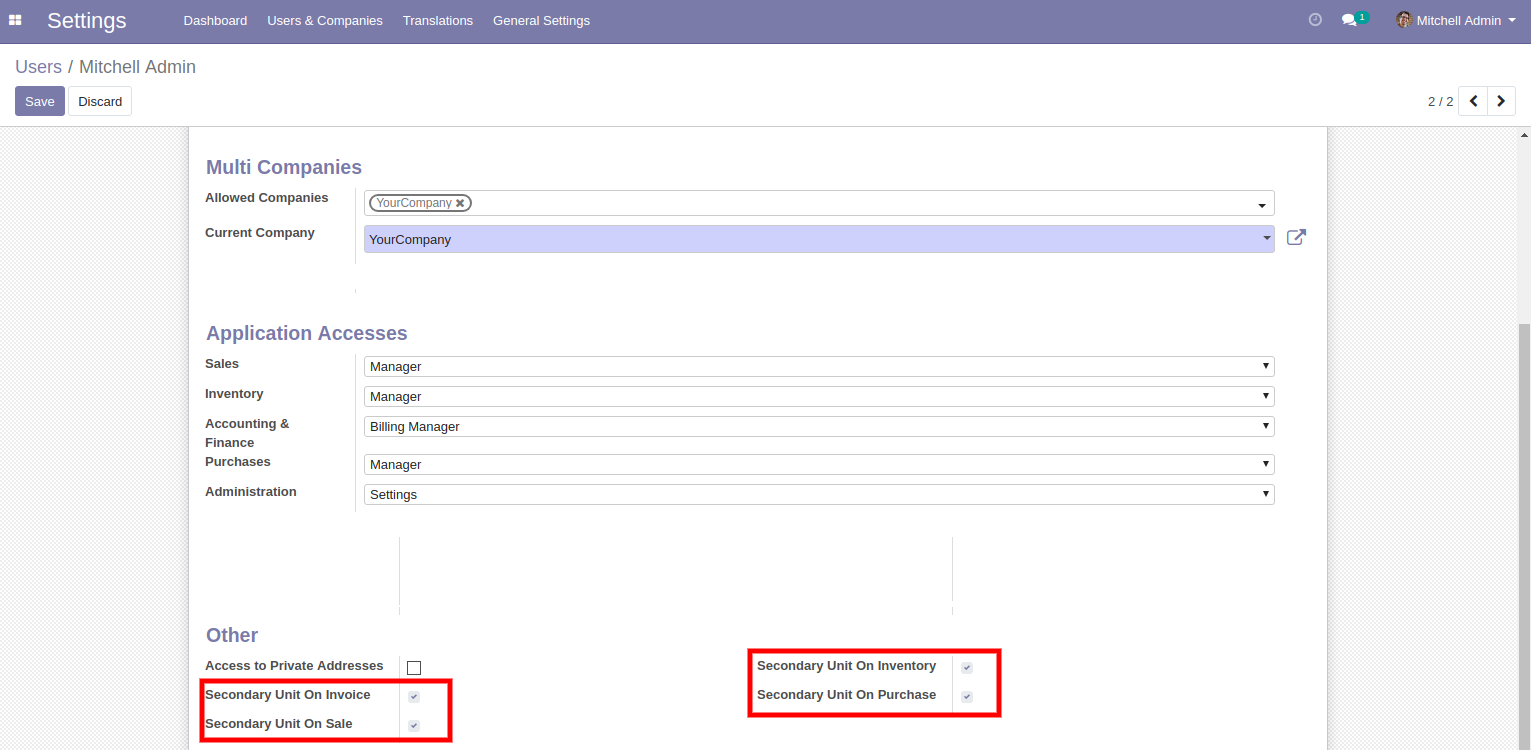 Settings Dashboard Users & Companies Translations General Settings 1 Mitchell Admin
Users / Mitchell Admin
Save Discard 2 / 2
Multi Companies
Allowed Companies YourCompany
Current Company YourCompany
Application Accesses
Sales Manager
Inventory Manager
Accounting & Billing Manager
Finance
Purchases Manager
Administration Settings
Other
Access to Private Addresses Secondary Unit On Inventory
Secondary Unit On Invoice Secondary Unit On Purchase
Secondary Unit On Sale